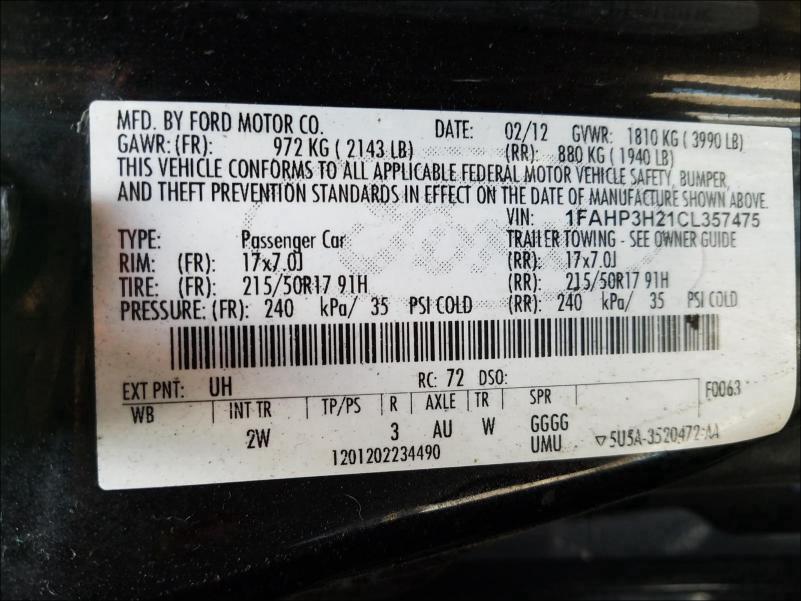 MFD. BY FORD MOTOR CO. DATE: 02/12 GVWR: 1810 KG ( 3990 LB)
GAWR: (FR): 972 KG ( 2143 LB) (RR): 880 KG ( 1940 LB)
THIS VEHICLE CONFORMS TO ALL APPLICABLE FEDERAL MOTOR VEHICLE SAFETY, BUMPER,
AND THEFT PREVENTION STANDARDS IN EFFECT ON THE DATE OF MANUFACTURE SHOWN ABOVE.
VIN: 1FAHP3H21CL357475
TYPE: Passenger Car TRAILER TOWING - SEE OWNER GUIDE
RIM: (FR): 17x7.0J (RR): 17x7.0J
TIRE: (FR): 215/50R17 91H (RR): 215/50R17 91H
PRESSURE: (FR): 240 kPa/ 35 PSI COLD (RR): 240 kPa/ 35 PSI COLD
EXT PNT: UH RC: 72 DSO: F0063
WB INT TR TP/PS R AXLE TR SPR
2W 3 AU W GGGG
UMU ▽5U5A-3520472-AA
1201202234490